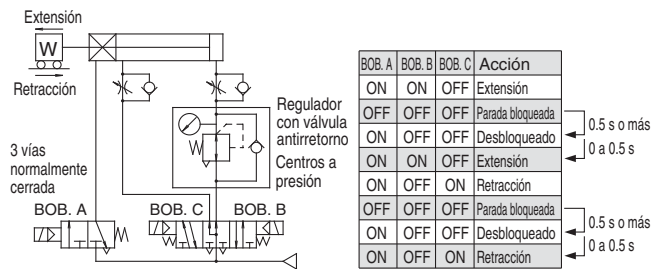 Extensión
W
Retracción
Regulador
con válvula
antirretorno
Centros a
presión
3 vías
normalmente
cerrada
BOB. A
BOB. C
BOB. B
BOB. A BOB. B BOB. C Acción
ON ON OFF Extensión
OFF OFF OFF Parada bloqueada
ON OFF OFF Desbloqueado
ON ON OFF Extensión
ON OFF ON Retracción
OFF OFF OFF Parada bloqueada
ON OFF OFF Desbloqueado
ON OFF ON Retracción
0.5 s o más
0 a 0.5 s
0.5 s o más
0 a 0.5 s